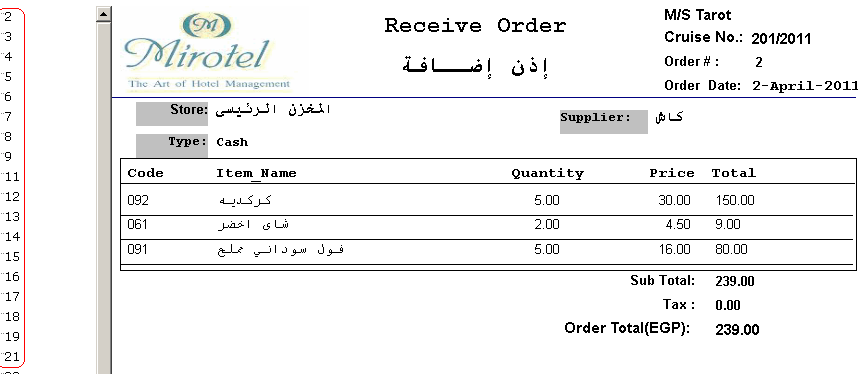 2
3
4
5
6
7
8
9
11
12
13
14
15
16
17
18
19
21
Mirotel
The Art of Hotel Management
Receive Order
إذن إضـــافـة
M/S Tarot
Cruise No.: 201/2011
Order # : 2
Order Date: 2-April-2011
Store: المخزن الرئيسى
Supplier: كاش
Type: Cash
Code Item_Name Quantity Price Total
092 كركديه 5.00 30.00 150.00
061 شاى اخضر 2.00 4.50 9.00
091 فول سوداني مملح 5.00 16.00 80.00
Sub Total: 239.00
Tax : 0.00
Order Total(EGP): 239.00